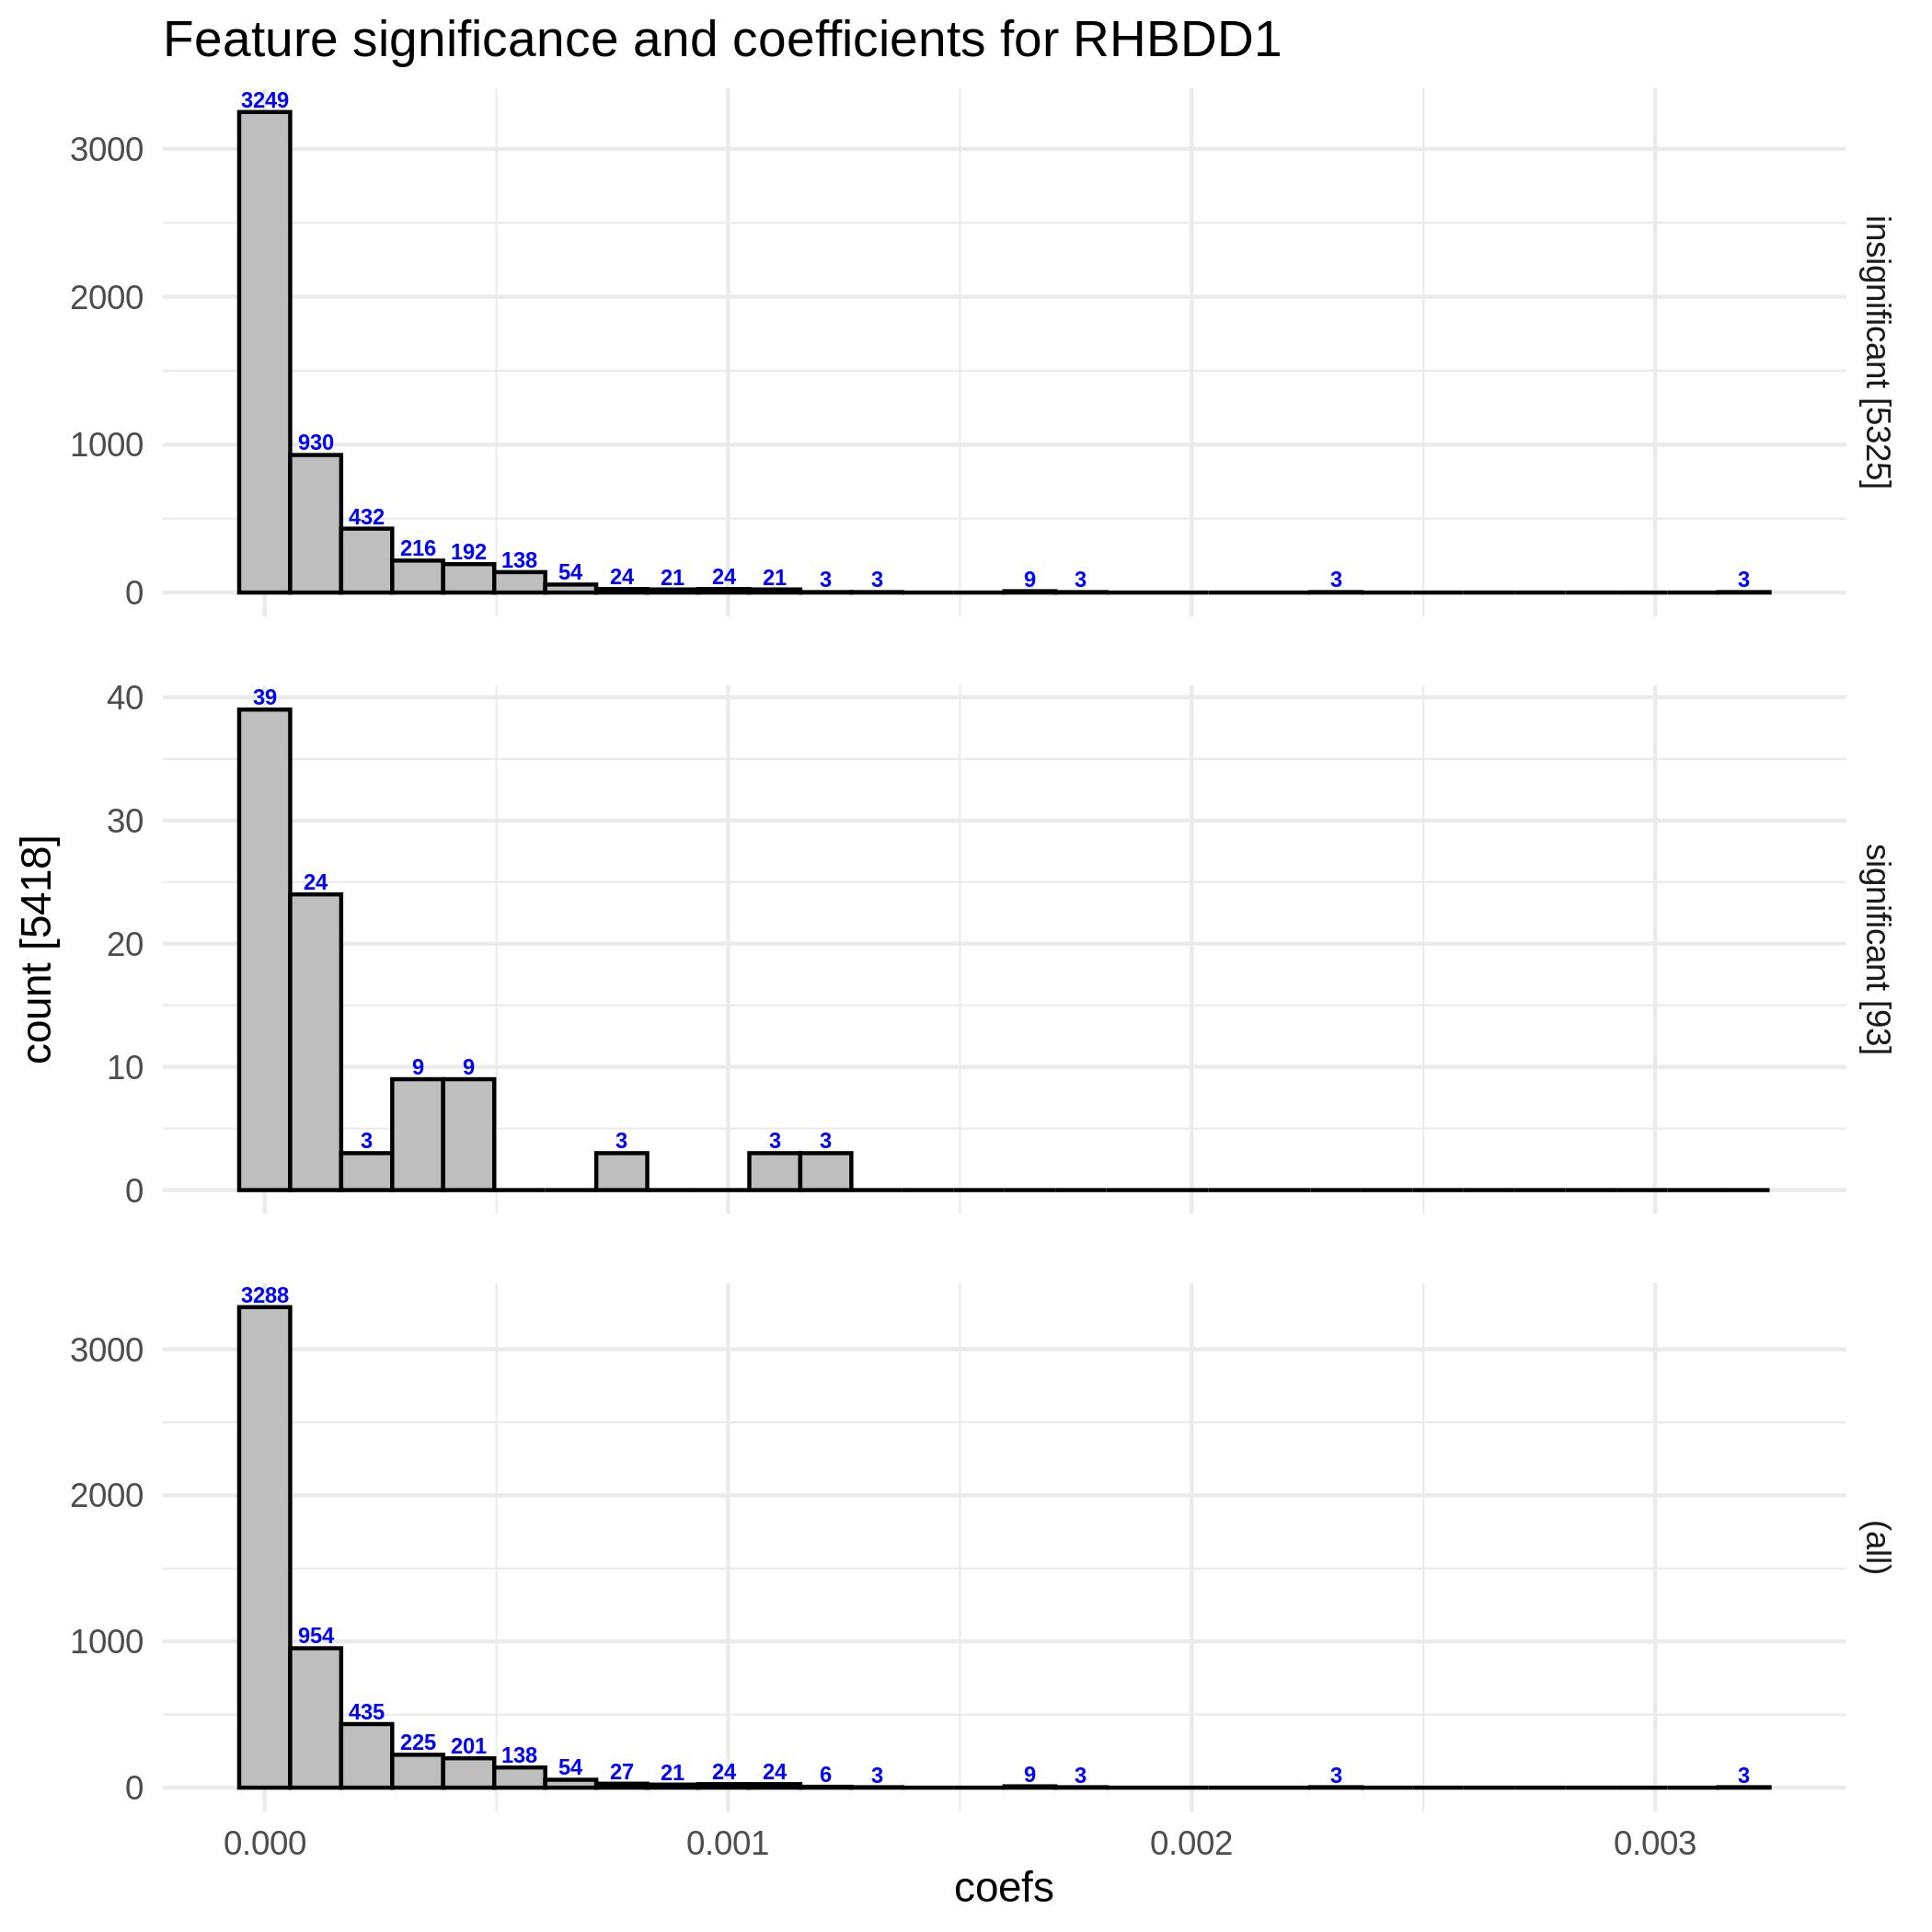 Feature significance and coefficients for RHBDD1
3249
3000
2000
1000
930
432
216 192 138 54 24 21 24 21 3 3 9 3 3 3
0
insignificant [5325]
40
39
30
24
20
10
9 9
3 3 3 3
0
significant [93]
count [5418]
3288
3000
2000
1000
954
435
225 201 138 54 27 21 24 24 6 3 9 3 3 3
0
(all)
0.000 0.001 0.002 0.003
coefs